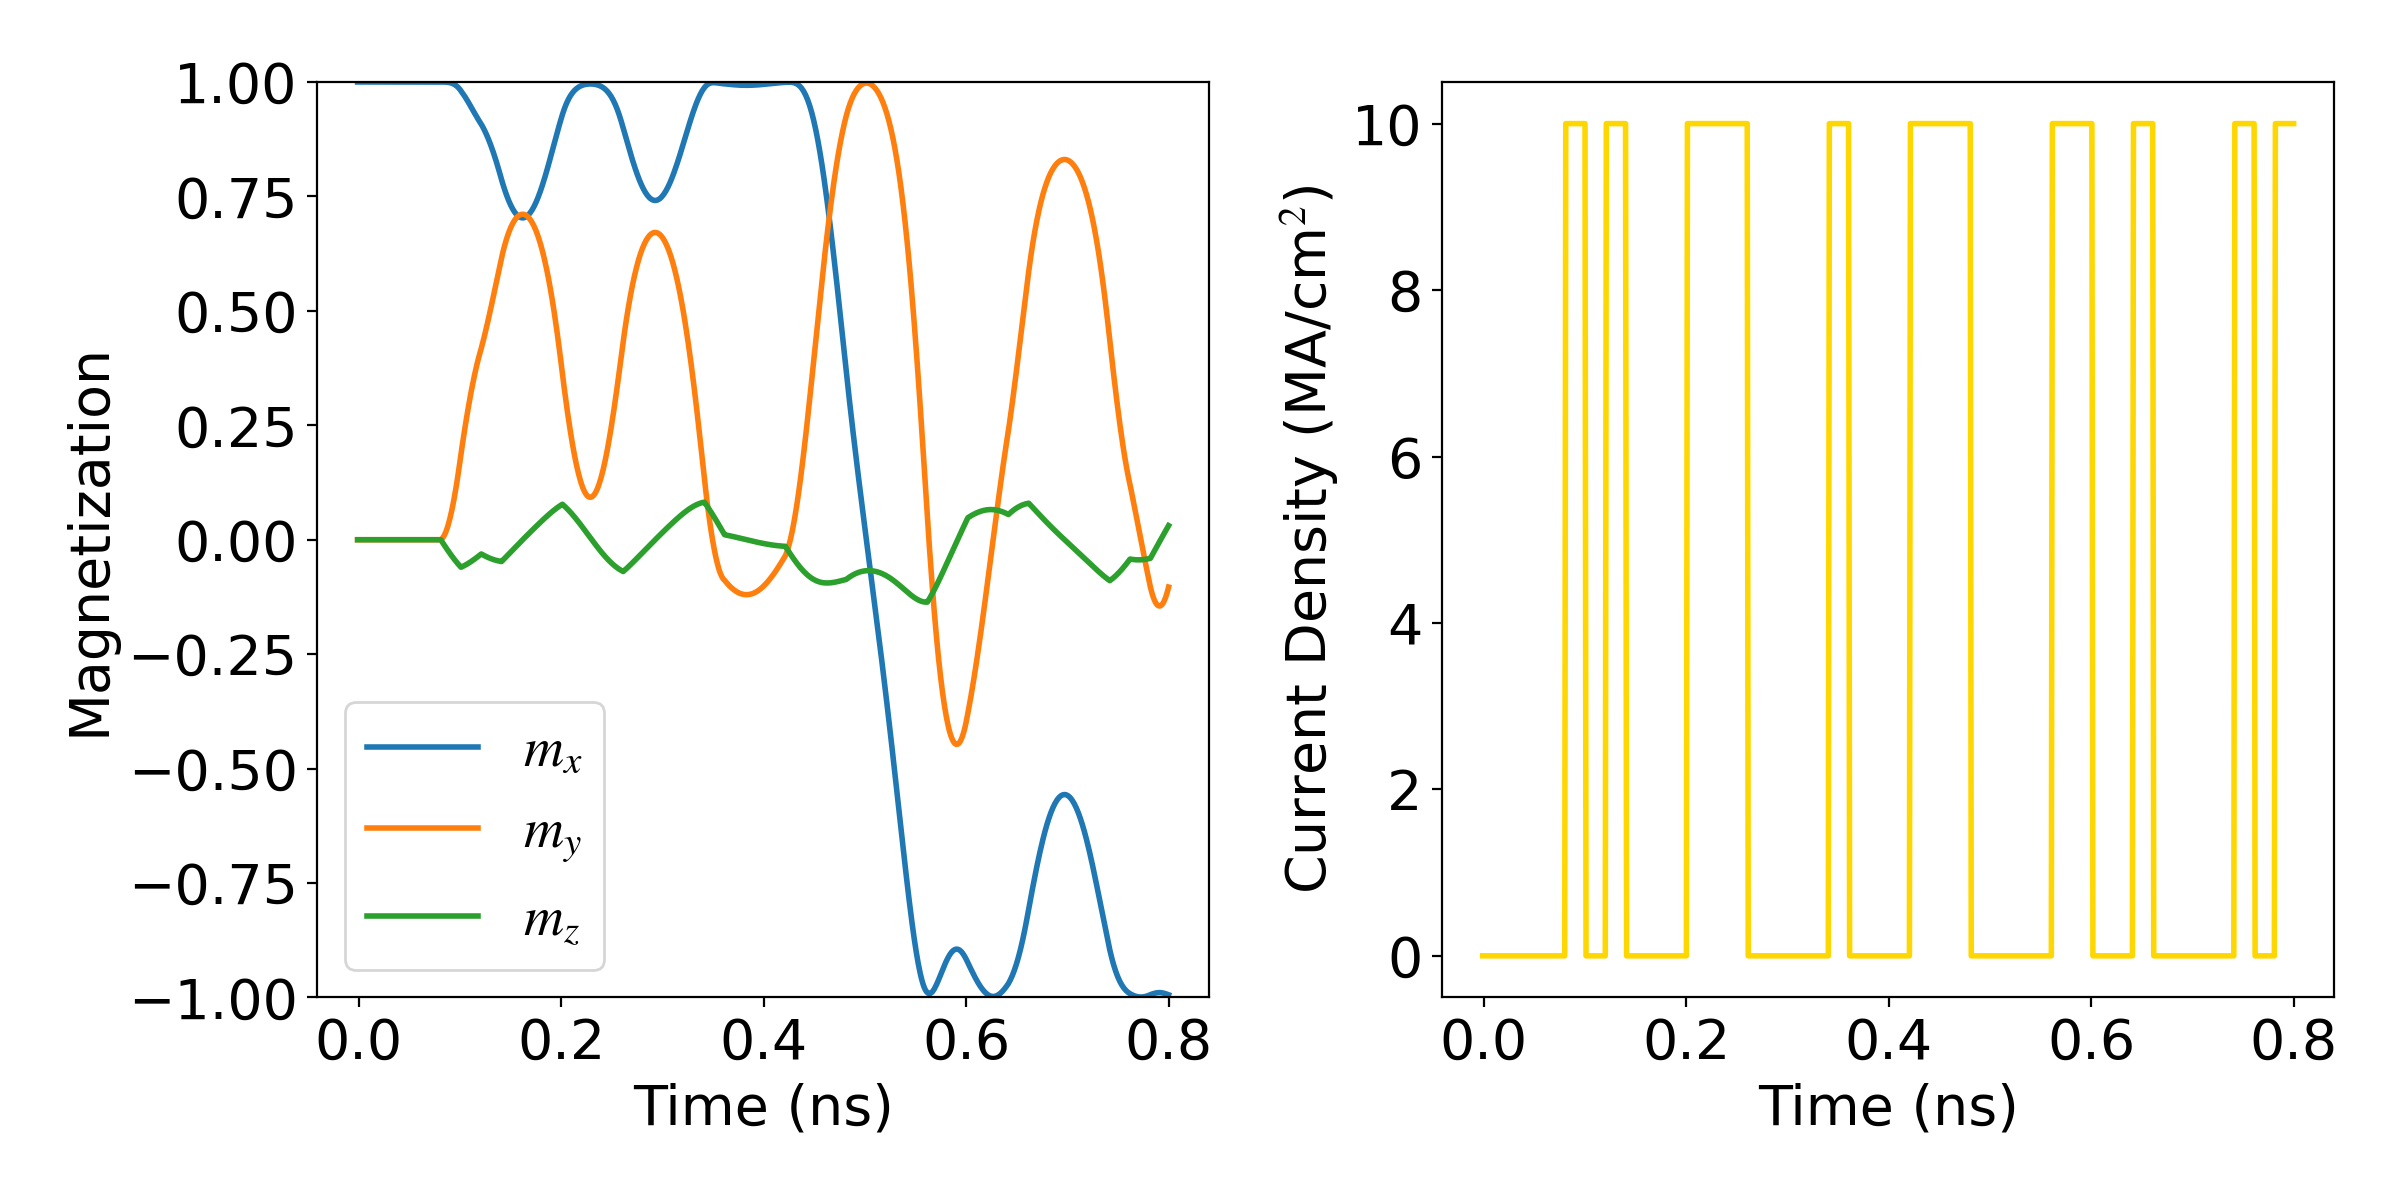 1.00
0.75
0.50
0.25
0.00
−0.25
−0.50
−0.75
−1.00
Magnetization
0.0 0.2 0.4 0.6 0.8
Time (ns)
m_x
m_y
m_z
10
8
6
4
2
0
Current Density (MA/cm²)
0.0 0.2 0.4 0.6 0.8
Time (ns)